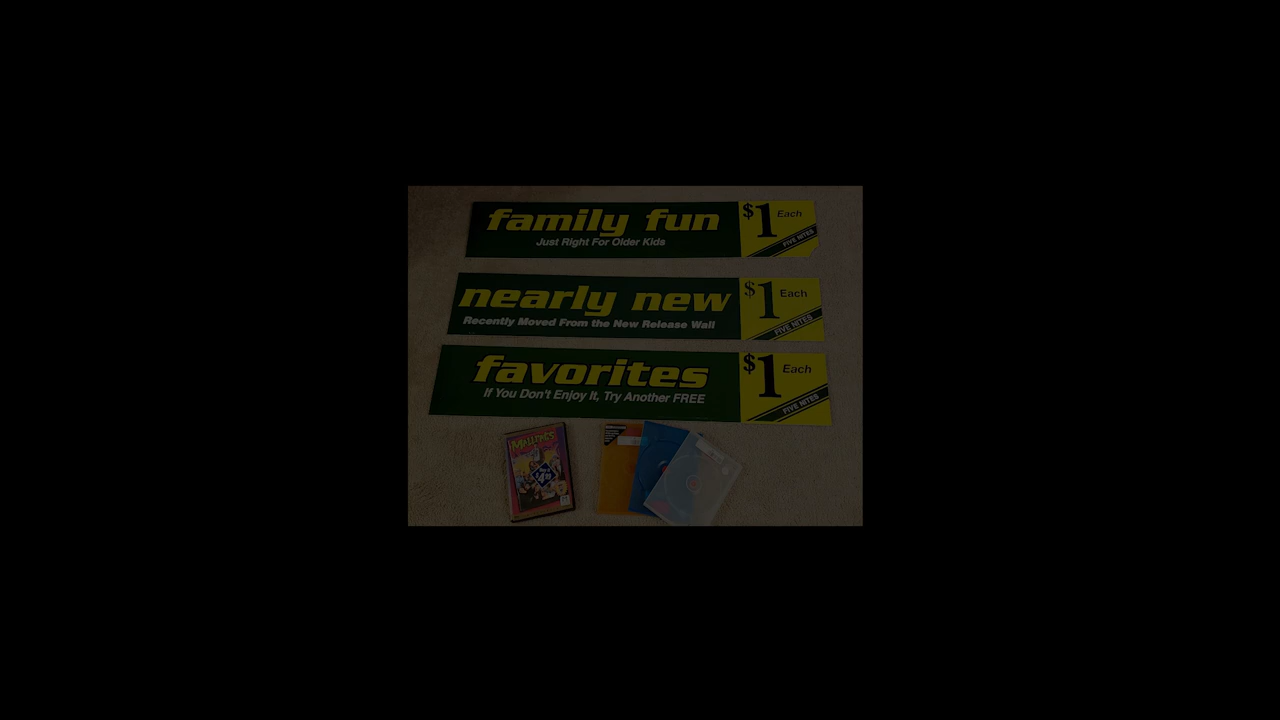 family fun
Just Right For Older Kids
$1 Each
FIVE NITES
nearly new
Recently Moved From the New Release Wall
$1 Each
FIVE NITES
favorites
If You Don't Enjoy It, Try Another FREE
$1 Each
FIVE NITES
MALLRATS